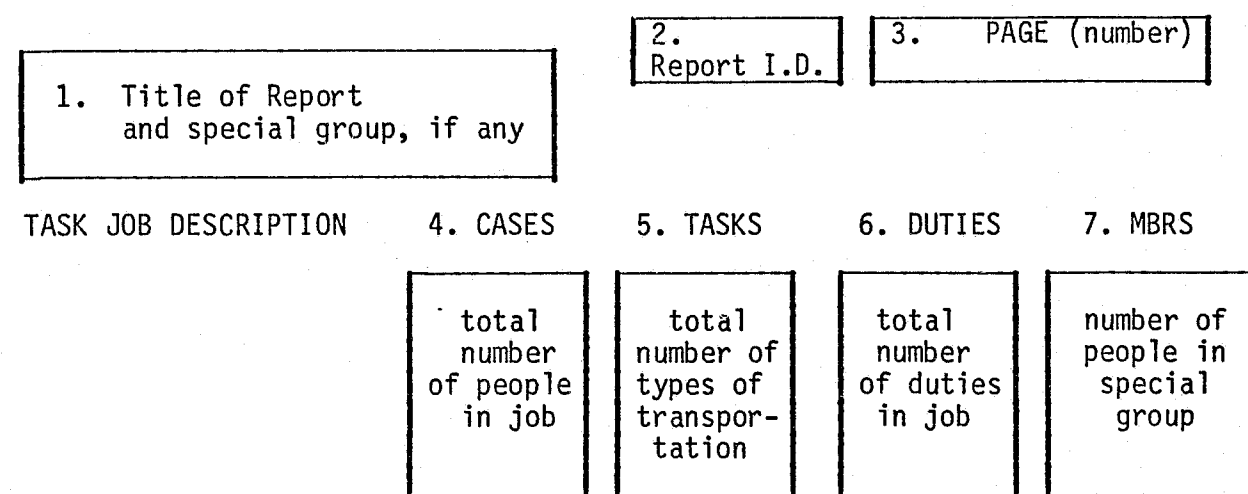 2.
Report I.D.
3. PAGE (number)
1. Title of Report
and special group, if any
TASK JOB DESCRIPTION 4. CASES 5. TASKS 6. DUTIES 7. MBRS
total
number
of people
in job
total
number of
types of
transpor-
tation
total
number
of duties
in job
number of
people in
special
group